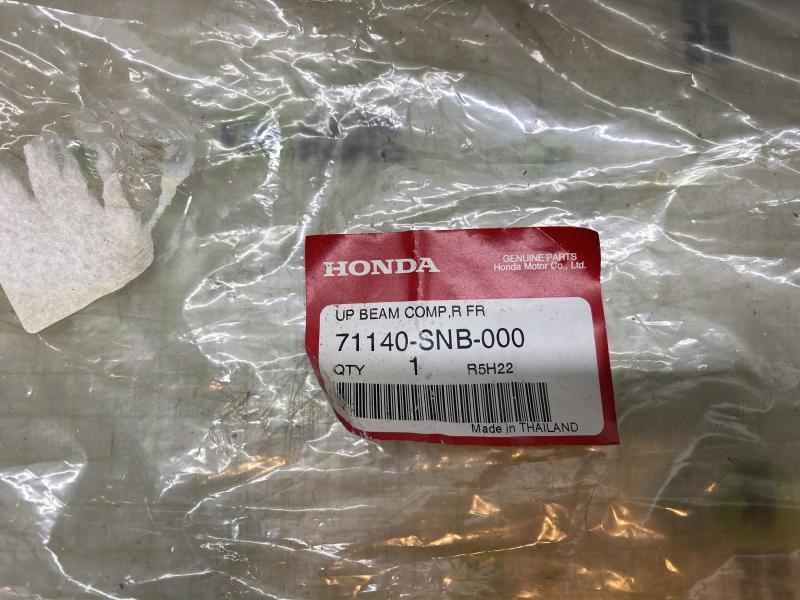 HONDA
GENUINE PARTS
Honda Motor Co., Ltd.
UP BEAM COMP,R FR
71140-SNB-000
QTY 1 R5H22
Made in THAILAND